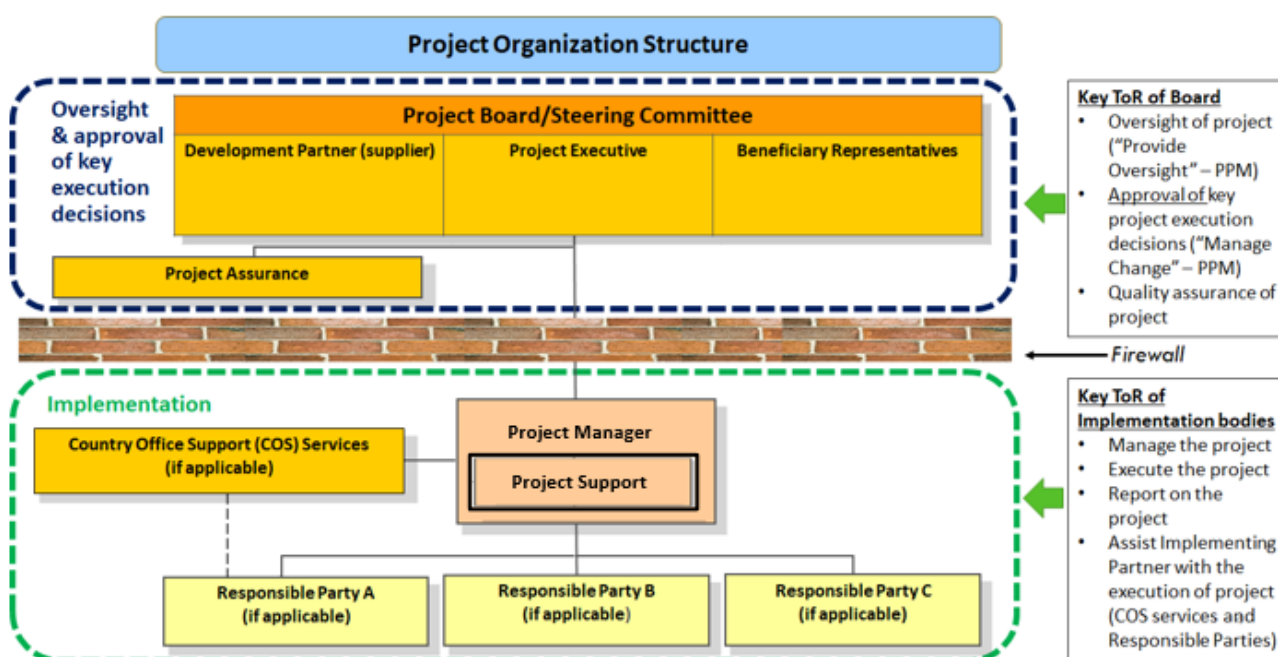 Project Organization Structure
Oversight
& approval
of key
execution
decisions
Project Board/Steering Committee
Development Partner (supplier)
Project Executive
Beneficiary Representatives
Project Assurance
Key ToR of Board
• Oversight of project
("Provide
Oversight" – PPM)
• Approval of key
project execution
decisions ("Manage
Change" – PPM)
• Quality assurance of
project
Firewall
Implementation
Country Office Support (COS) Services
(if applicable)
Project Manager
Project Support
Responsible Party A
(if applicable)
Responsible Party B
(if applicable)
Responsible Party C
(if applicable)
Key ToR of
Implementation bodies
• Manage the project
• Execute the project
• Report on the
project
• Assist Implementing
Partner with the
execution of project
(COS services and
Responsible Parties)